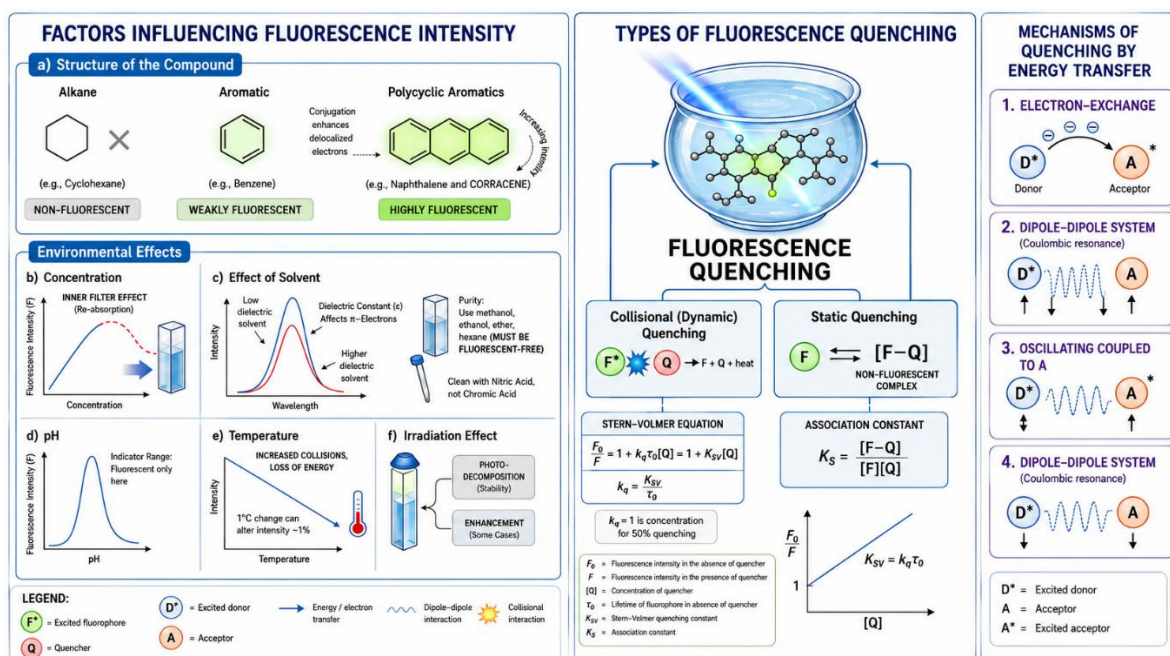 FACTORS INFLUENCING FLUORESCENCE INTENSITY
a) Structure of the Compound
Alkane
(e.g., Cyclohexane)
NON-FLUORESCENT
Aromatic
(e.g., Benzene)
WEAKLY FLUORESCENT
Conjugation
enhances
delocalized
electrons
Polycyclic Aromatics
Increasing intemity
(e.g., Naphthalene and CORRACENE)
HIGHLY FLUORESCENT
Environmental Effects
b) Concentration
Fluorescence Intensity (F)
INNER FILTER EFFECT
(Re-absorption)
Concentration
c) Effect of Solvent
Intensity
Low
dielectric
solvent
Dielectric Constant (ε)
Affects π-Electrons
Higher
dielectric
solvent
Wavelength
Purity:
Use methanol,
ethanol, ether,
hexane (MUST BE
FLUORESCENT-FREE)
Clean with Nitric Acid,
not Chromic Acid
d) pH
Fluorescence Intensity (F)
Indicator Range:
Fluorescent only
here
pH
e) Temperature
Intensity
INCREASED COLLISIONS,
LOSS OF ENERGY
1°C change can
alter intensity ~1%
Temperature
f) Irradiation Effect
PHOTO-
DECOMPOSITION
(Stability)
ENHANCEMENT
(Some Cases)
LEGEND:
F* = Excited fluorophore
Q = Quencher
D* = Excited donor
A = Acceptor
Energy / electron
transfer
Dipole–dipole
interaction
Collisional
interaction
TYPES OF FLUORESCENCE QUENCHING
FLUORESCENCE
QUENCHING
Collisional (Dynamic)
Quenching
F* Q → F + Q + heat
Static Quenching
F ⇌ [F–Q]
NON-FLUORESCENT
COMPLEX
STERN–VOLMER EQUATION
F0/F = 1 + kqτ0[Q] = 1 + KSV[Q]
kq = KSV/τ0
ASSOCIATION CONSTANT
KS = [F–Q]/[F][Q]
kq = 1 is concentration
for 50% quenching
F0 = Fluorescence intensity in the absence of quencher
F = Fluorescence intensity in the presence of quencher
[Q] = Concentration of quencher
τ0 = Lifetime of fluorophore in absence of quencher
KSV = Stern–Volmer quenching constant
KS = Association constant
F0/F
1
KSV = kqτ0
[Q]
MECHANISMS OF
QUENCHING BY
ENERGY TRANSFER
1. ELECTRON–EXCHANGE
D* A *
Donor Acceptor
2. DIPOLE–DIPOLE SYSTEM
(Coulombic resonance)
D* A
3. OSCILLATING COUPLED
TO A
D* A *
4. DIPOLE–DIPOLE SYSTEM
(Coulombic resonance)
D* A
D* = Excited donor
A = Acceptor
A* = Excited acceptor